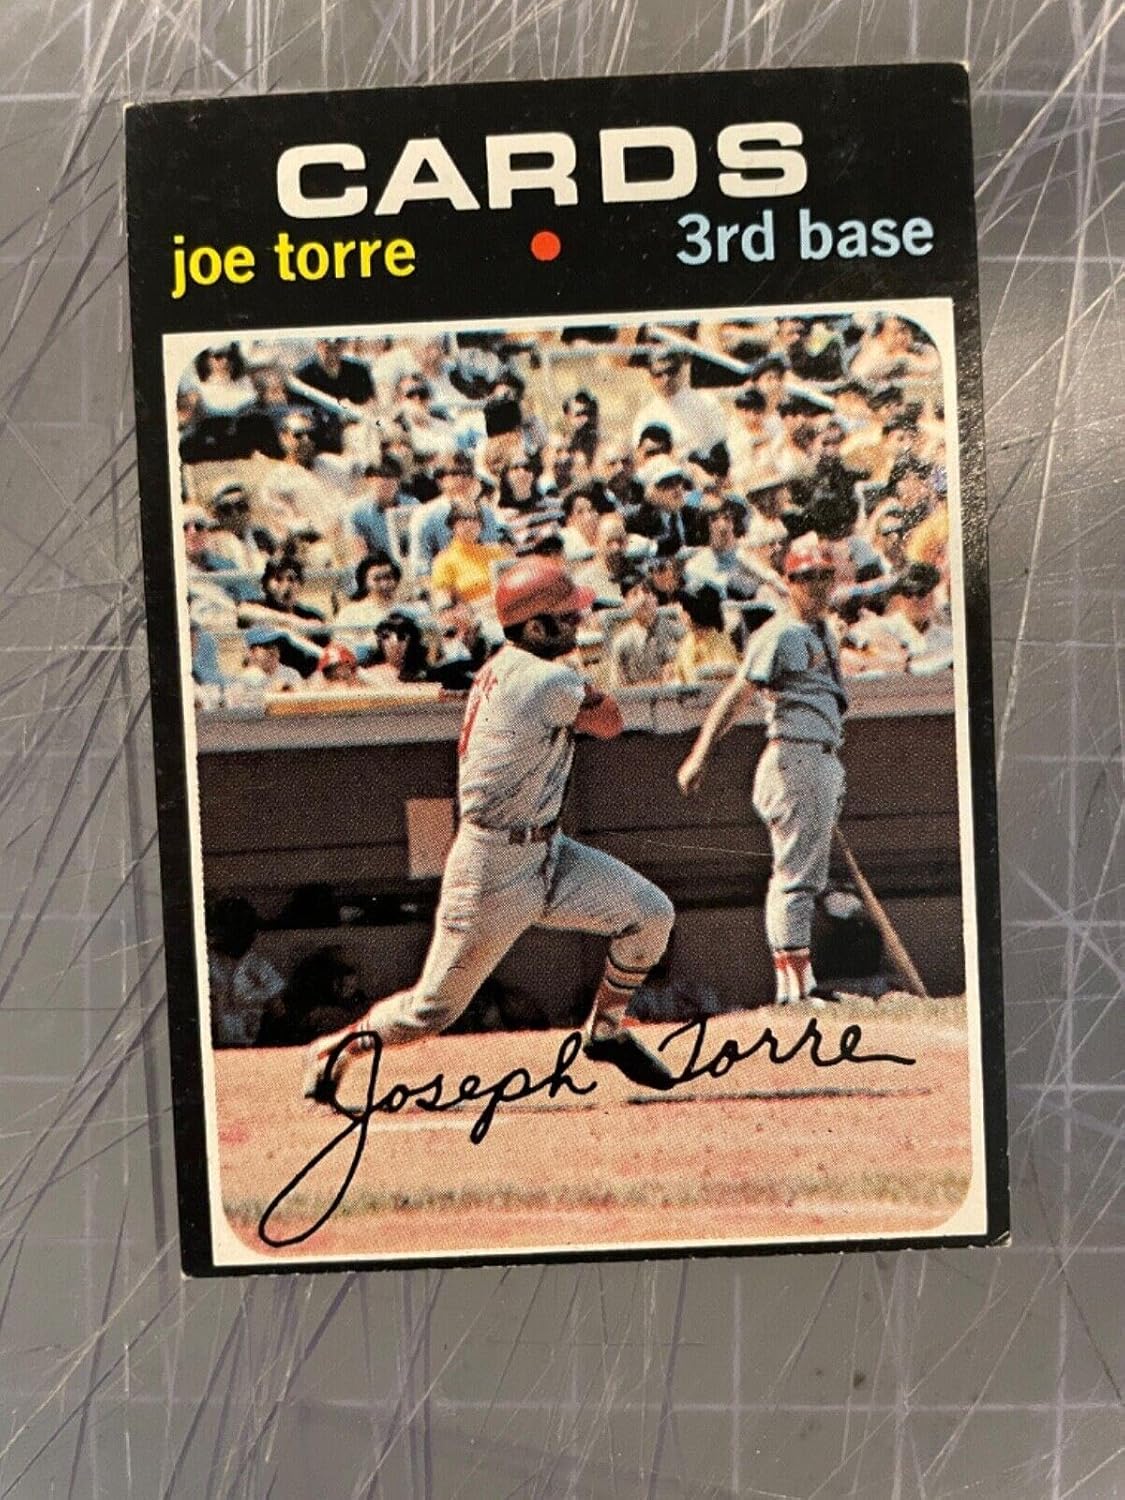 CARDS
joe torre • 3rd base
Joseph Torre